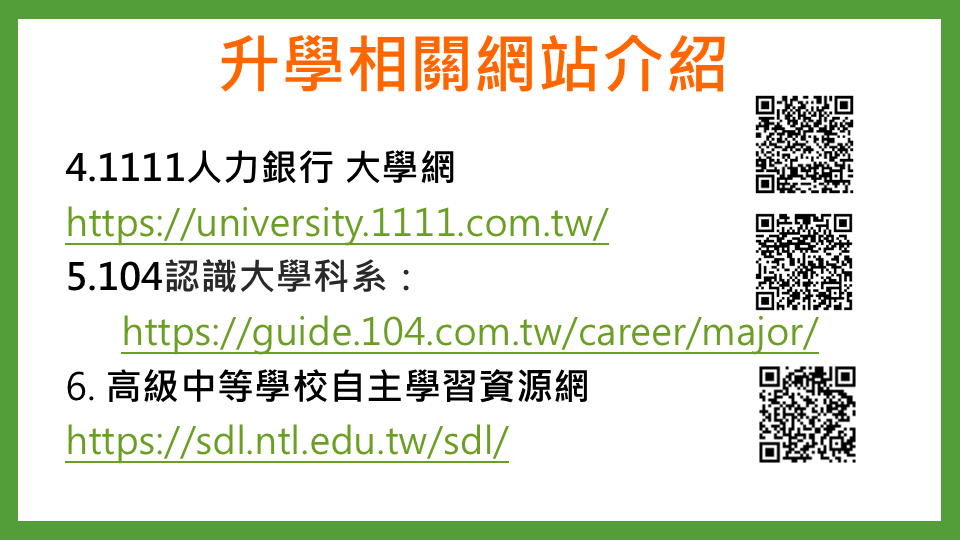 升學相關網站介紹
4.1111人力銀行 大學網
https://university.1111.com.tw/
5.104認識大學科系：
https://guide.104.com.tw/career/major/
6. 高級中等學校自主學習資源網
https://sdl.ntl.edu.tw/sdl/